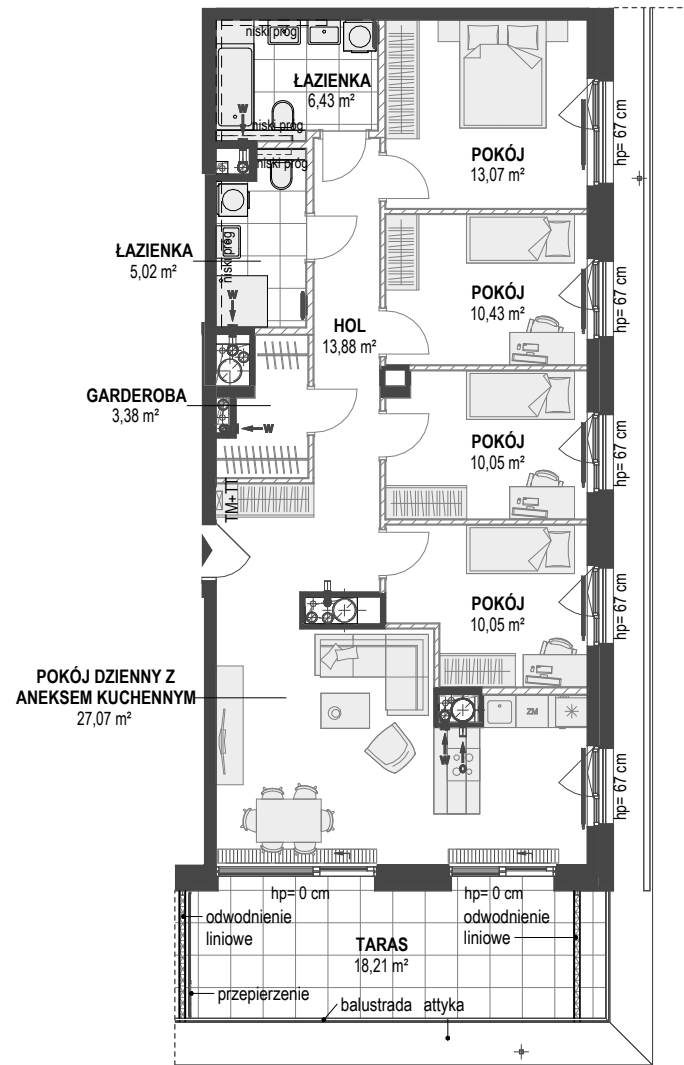 niski próg
ŁAZIENKA
6,43 m²
W
niski próg
niski próg
POKÓJ
13,07 m²
hp= 67 cm
ŁAZIENKA
5,02 m²
niski próg
W
HOL
13,88 m²
POKÓJ
10,43 m²
hp= 67 cm
GARDEROBA
3,38 m²
W
POKÓJ
10,05 m²
hp= 67 cm
TM+TT
POKÓJ
10,05 m²
hp= 67 cm
POKÓJ DZIENNY Z
ANEKSEM KUCHENNYM
27,07 m²
ZM
W
O
hp= 67 cm
hp= 0 cm
hp= 0 cm
odwodnienie
liniowe
odwodnienie
liniowe
TARAS
18,21 m²
przepierzenie
balustrada attyka